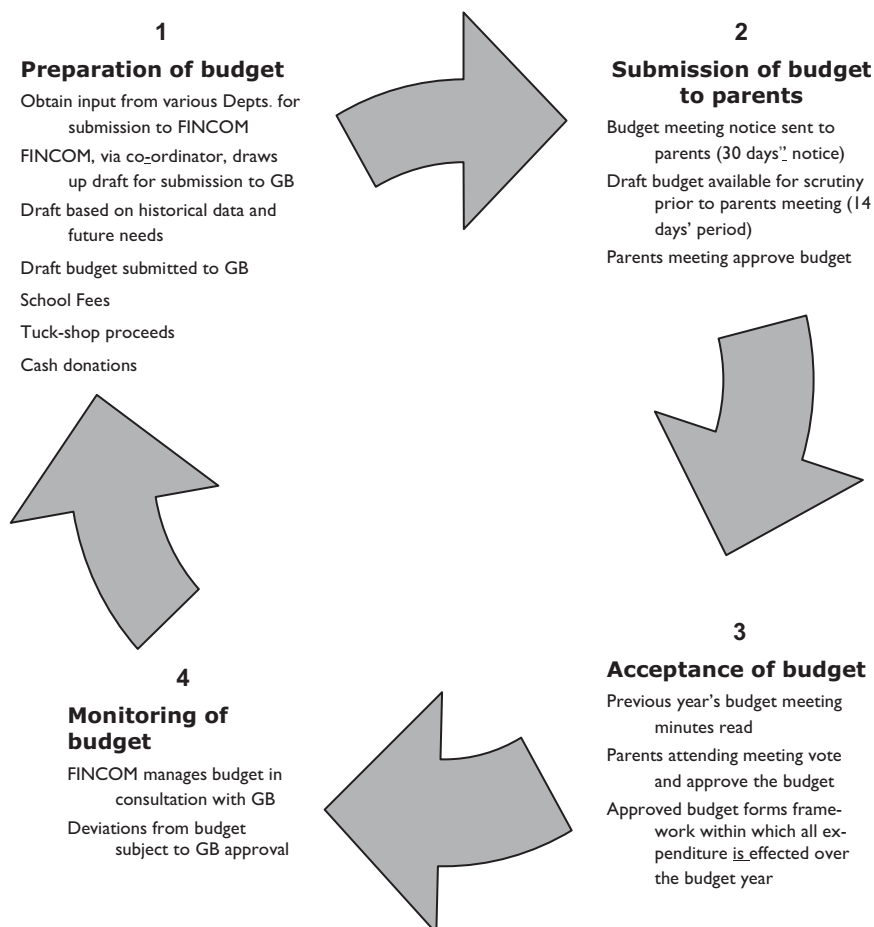 1
Preparation of budget
Obtain input from various Depts. for
submission to FINCOM
FINCOM, via co-ordinator, draws
up draft for submission to GB
Draft based on historical data and
future needs
Draft budget submitted to GB
School Fees
Tuck-shop proceeds
Cash donations
2
Submission of budget
to parents
Budget meeting notice sent to
parents (30 days'' notice)
Draft budget available for scrutiny
prior to parents meeting (14
days' period)
Parents meeting approve budget
3
Acceptance of budget
Previous year's budget meeting
minutes read
Parents attending meeting vote
and approve the budget
Approved budget forms frame-
work within which all ex-
penditure is effected over
the budget year
4
Monitoring of
budget
FINCOM manages budget in
consultation with GB
Deviations from budget
subject to GB approval